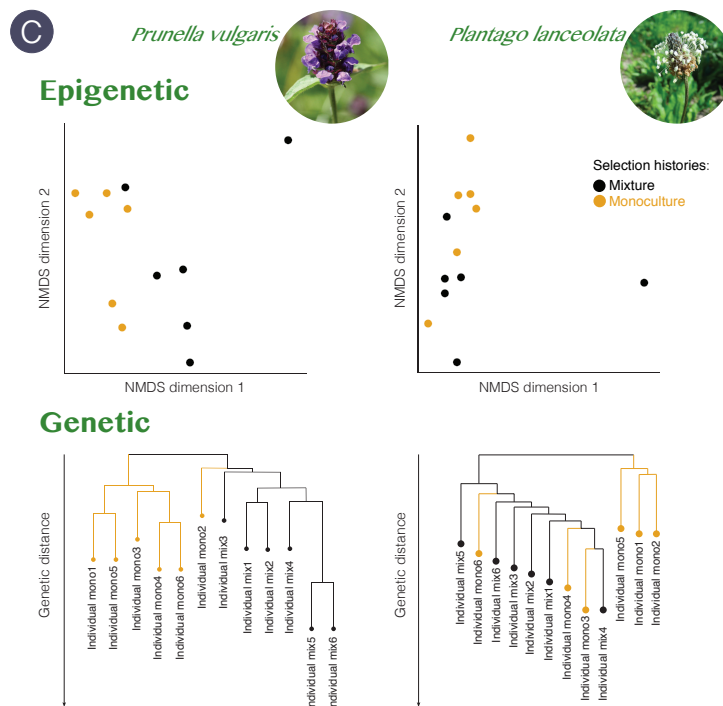 C
Prunella vulgaris
Plantago lanceolata
Epigenetic
NMDS dimension 2
NMDS dimension 1
NMDS dimension 2
NMDS dimension 1
Selection histories:
Mixture
Monoculture
Genetic
Genetic distance
Individual mono1
Individual mono5
Individual mono3
Individual mono4
Individual mono6
Individual mono2
Individual mix3
Individual mix1
Individual mix2
Individual mix4
ndividual mix5
ndividual mix6
Genetic distance
Individual mix5
Individual mono6
Individual mix6
Individual mix3
Individual mix2
Individual mix1
Individual mono4
Individual mono3
Individual mix4
Individual mono5
Individual mono1
Individual mono2